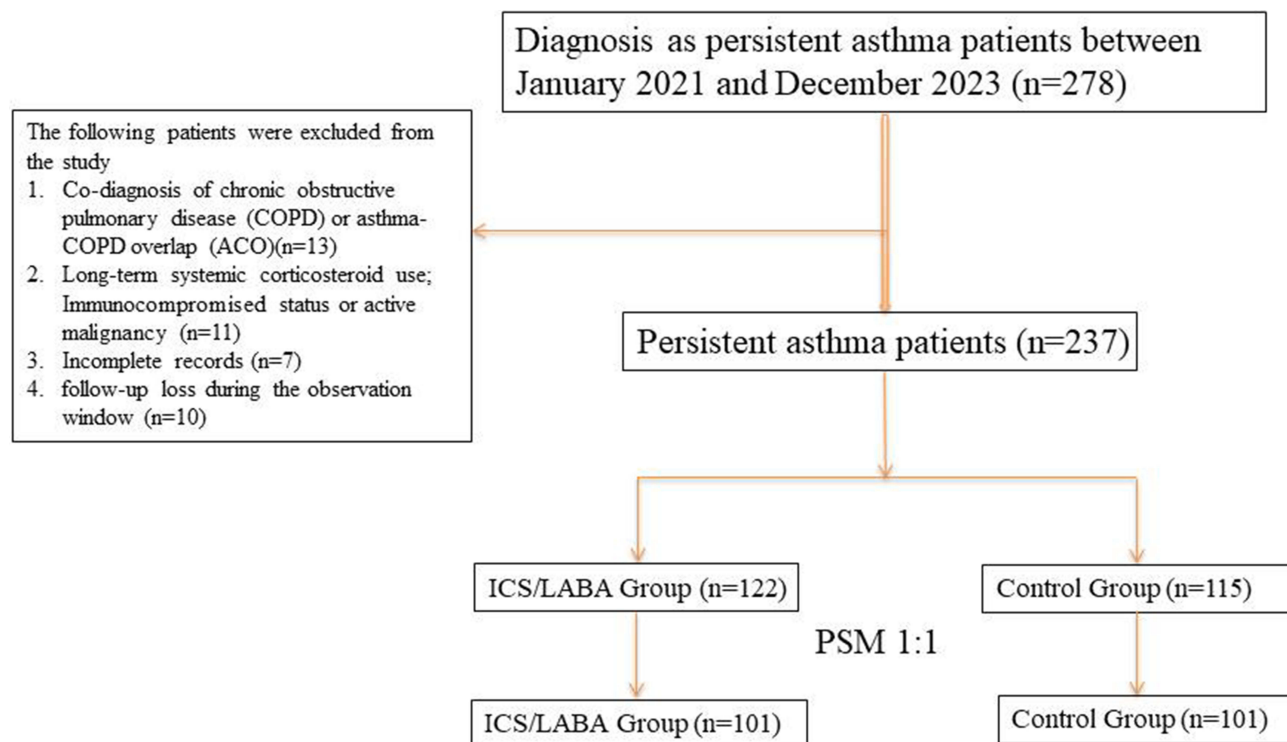 Diagnosis as persistent asthma patients between
January 2021 and December 2023 (n=278)
The following patients were excluded from
the study
1. Co-diagnosis of chronic obstructive
pulmonary disease (COPD) or asthma-
COPD overlap (ACO)(n=13)
2. Long-term systemic corticosteroid use;
Immunocompromised status or active
malignancy (n=11)
3. Incomplete records (n=7)
4. follow-up loss during the observation
window (n=10)
Persistent asthma patients (n=237)
ICS/LABA Group (n=122)
Control Group (n=115)
PSM 1:1
ICS/LABA Group (n=101)
Control Group (n=101)